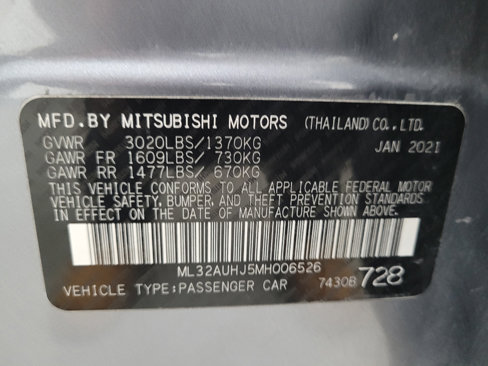 MFD.BY MITSUBISHI MOTORS (THAILAND) CO., LTD.
GVWR 3020LBS/1370KG JAN 2021
GAWR FR 1609LBS/ 730KG
GAWR RR 1477LBS/ 670KG
THIS VEHICLE CONFORMS TO ALL APPLICABLE FEDERAL MOTOR
VEHICLE SAFETY, BUMPER, AND THEFT PREVENTION STANDARDS
IN EFFECT ON THE DATE OF MANUFACTURE SHOWN ABOVE.
ML32AUHJ5MH006526
VEHICLE TYPE:PASSENGER CAR 7430B 728